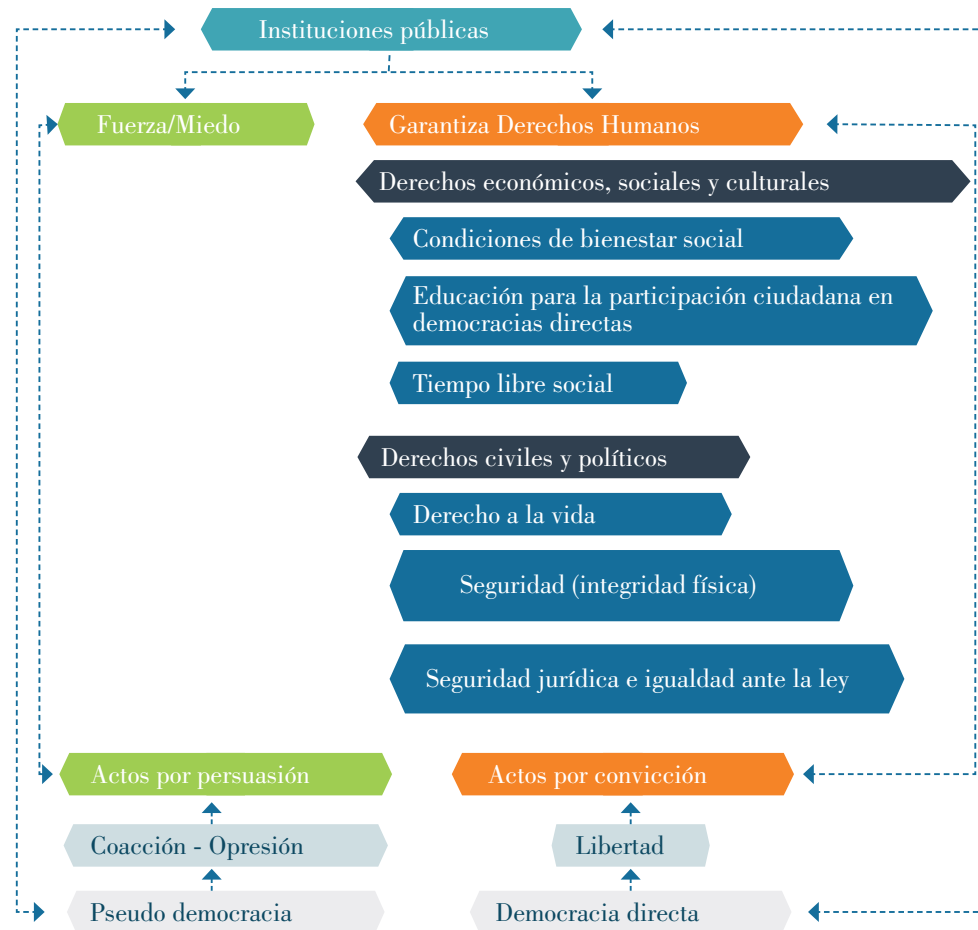 Instituciones públicas
Fuerza/Miedo
Garantiza Derechos Humanos
Derechos económicos, sociales y culturales
Condiciones de bienestar social
Educación para la participación ciudadana en
democracias directas
Tiempo libre social
Derechos civiles y políticos
Derecho a la vida
Seguridad (integridad física)
Seguridad jurídica e igualdad ante la ley
Actos por persuasión
Actos por convicción
Coacción - Opresión
Libertad
Pseudo democracia
Democracia directa